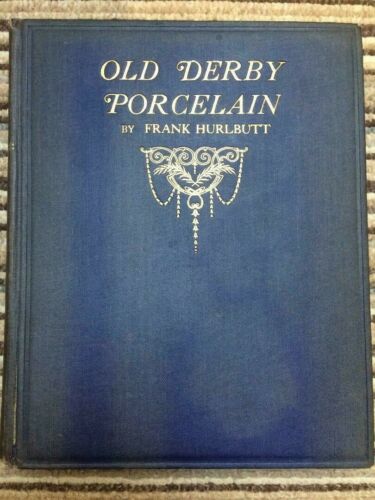 OLD DERBY
PORCELAIN
BY FRANK HURLBUTT